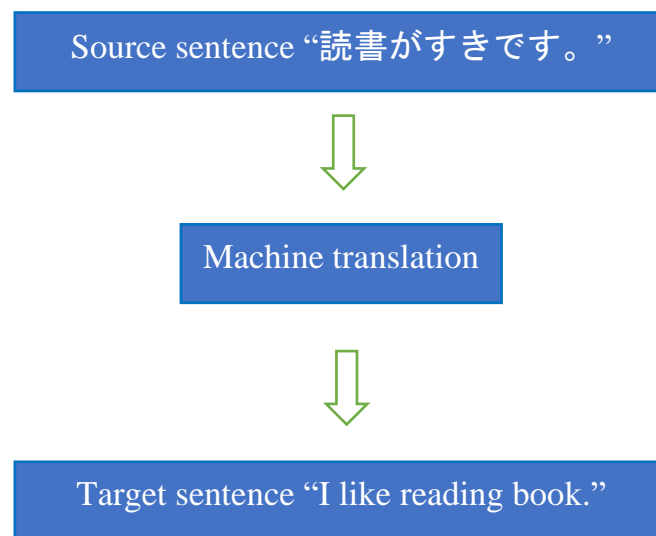 Source sentence “読書がすきです。”
Machine translation
Target sentence “I like reading book.”